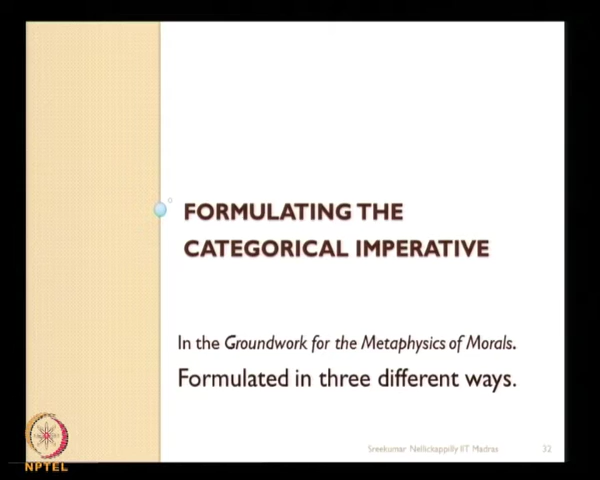 FORMULATING THE
CATEGORICAL IMPERATIVE
In the Groundwork for the Metaphysics of Morals.
Formulated in three different ways.
Sreekumar Nellickappilly IIT Madras
32
NPTEL